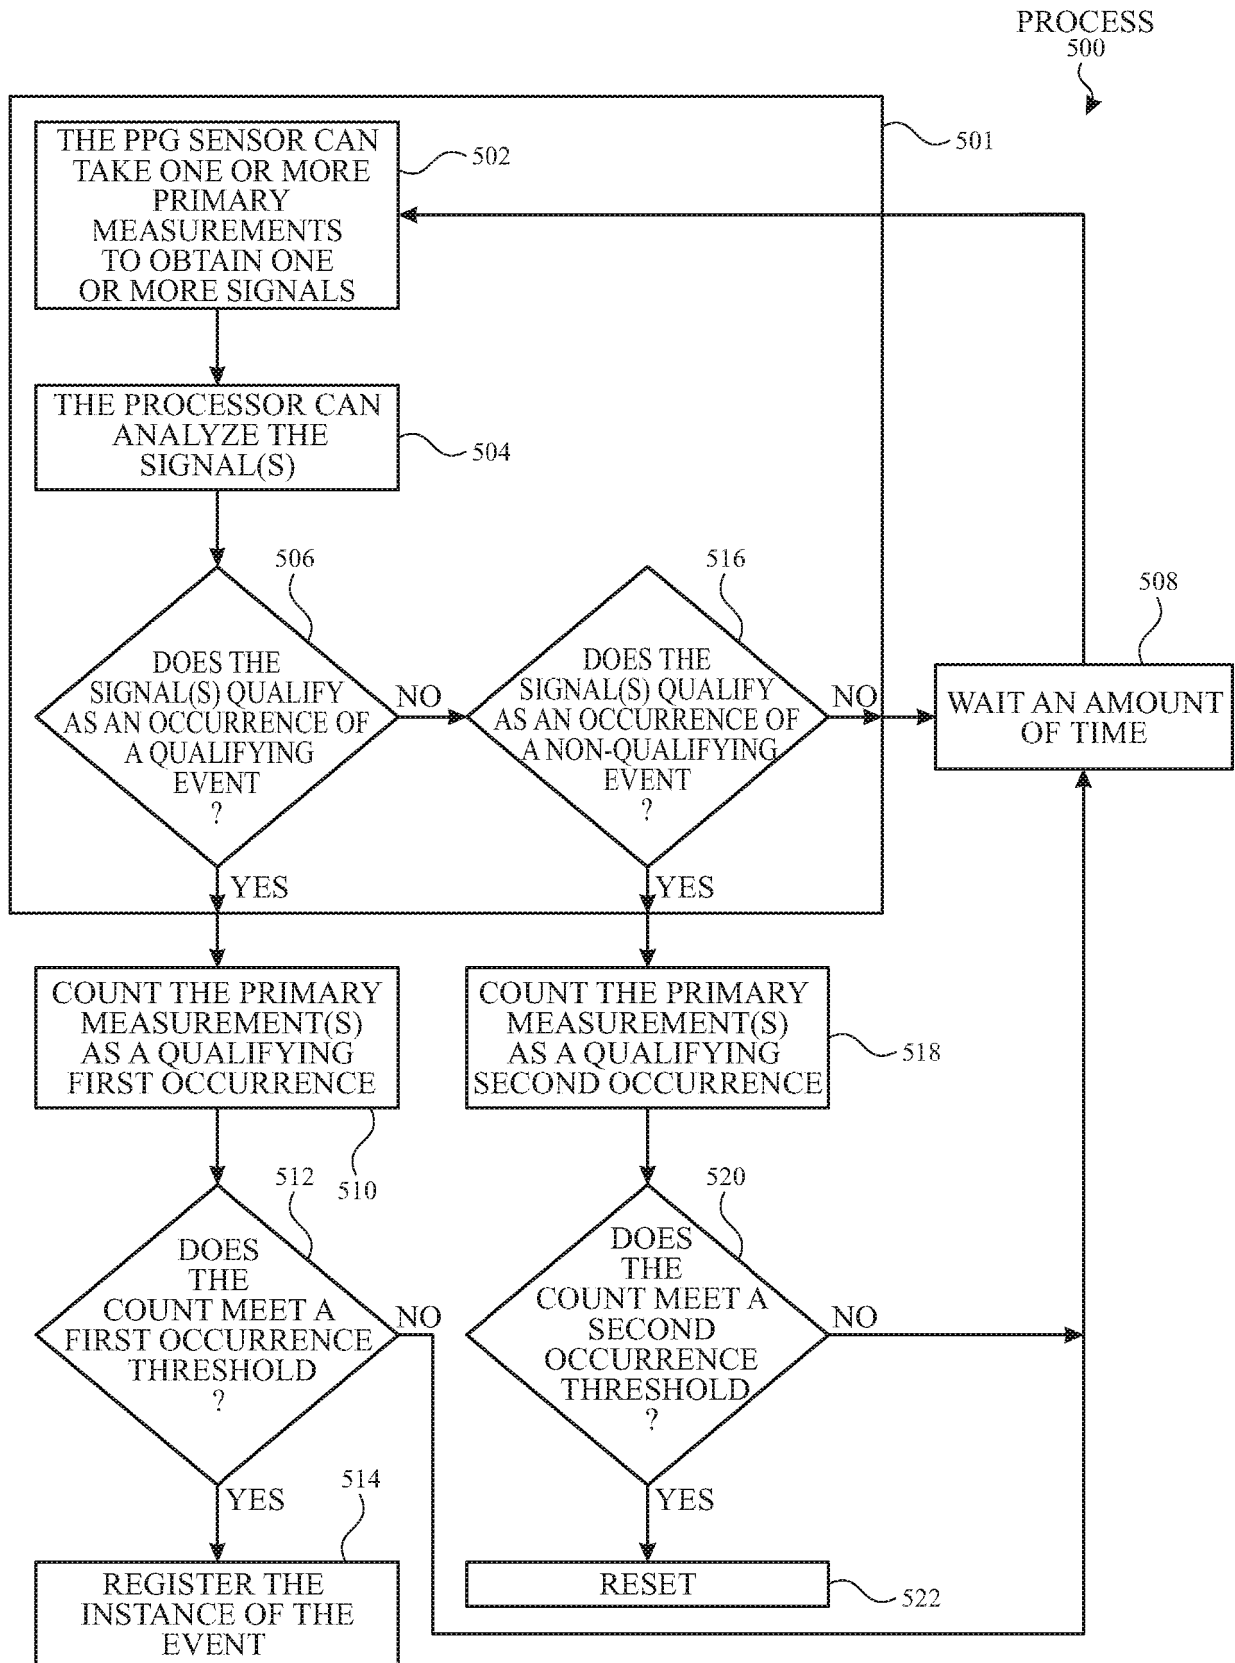 PROCESS
500
THE PPG SENSOR CAN
TAKE ONE OR MORE
PRIMARY
MEASUREMENTS
TO OBTAIN ONE
OR MORE SIGNALS
502
501
THE PROCESSOR CAN
ANALYZE THE
SIGNAL(S)
504
506
DOES THE
SIGNAL(S) QUALIFY
AS AN OCCURRENCE OF
A QUALIFYING
EVENT
?
NO
YES
516
DOES THE
SIGNAL(S) QUALIFY
AS AN OCCURRENCE OF
A NON-QUALIFYING
EVENT
?
NO
YES
508
WAIT AN AMOUNT
OF TIME
COUNT THE PRIMARY
MEASUREMENT(S)
AS A QUALIFYING
FIRST OCCURRENCE
510
COUNT THE PRIMARY
MEASUREMENT(S)
AS A QUALIFYING
SECOND OCCURRENCE
518
512
DOES
THE
COUNT MEET A
FIRST OCCURRENCE
THRESHOLD
?
NO
YES
520
DOES
THE
COUNT MEET A
SECOND
OCCURRENCE
THRESHOLD
?
NO
YES
514
REGISTER THE
INSTANCE OF THE
EVENT
RESET
522